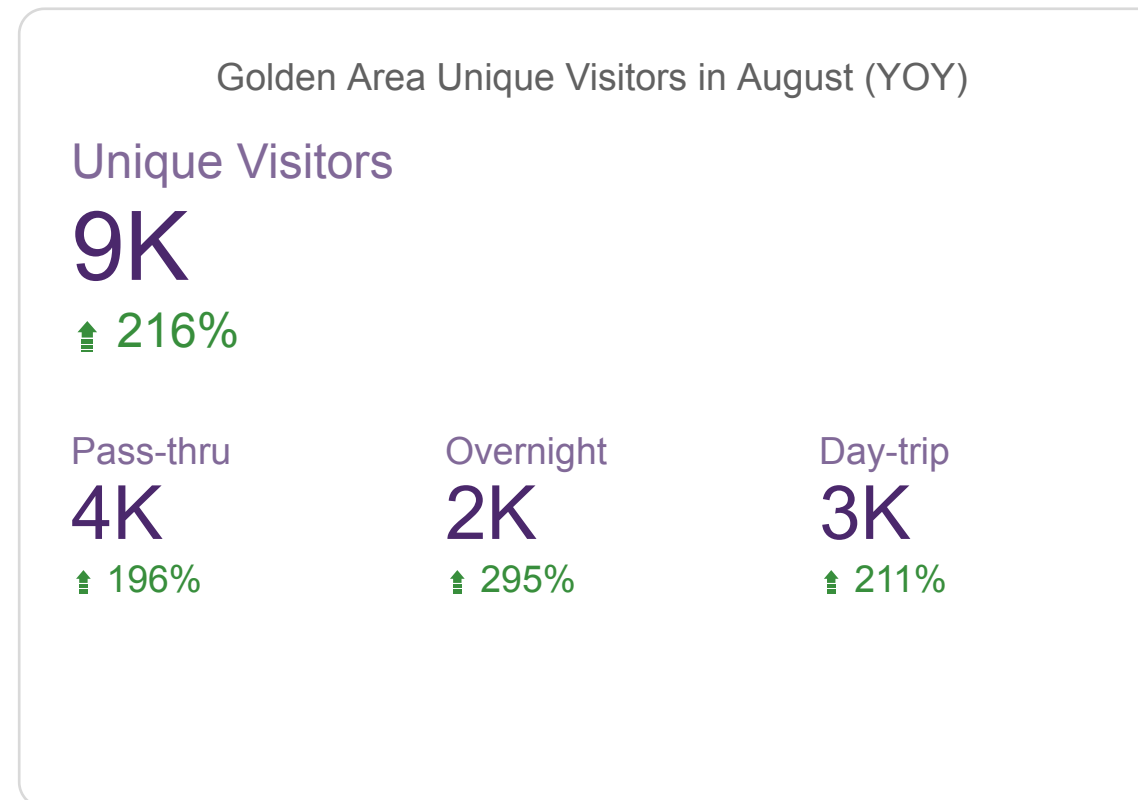 Golden Area Unique Visitors in August (YOY)
Unique Visitors
9K
216%
Pass-thru Overnight Day-trip
4K 2K 3K
196% 295% 211%